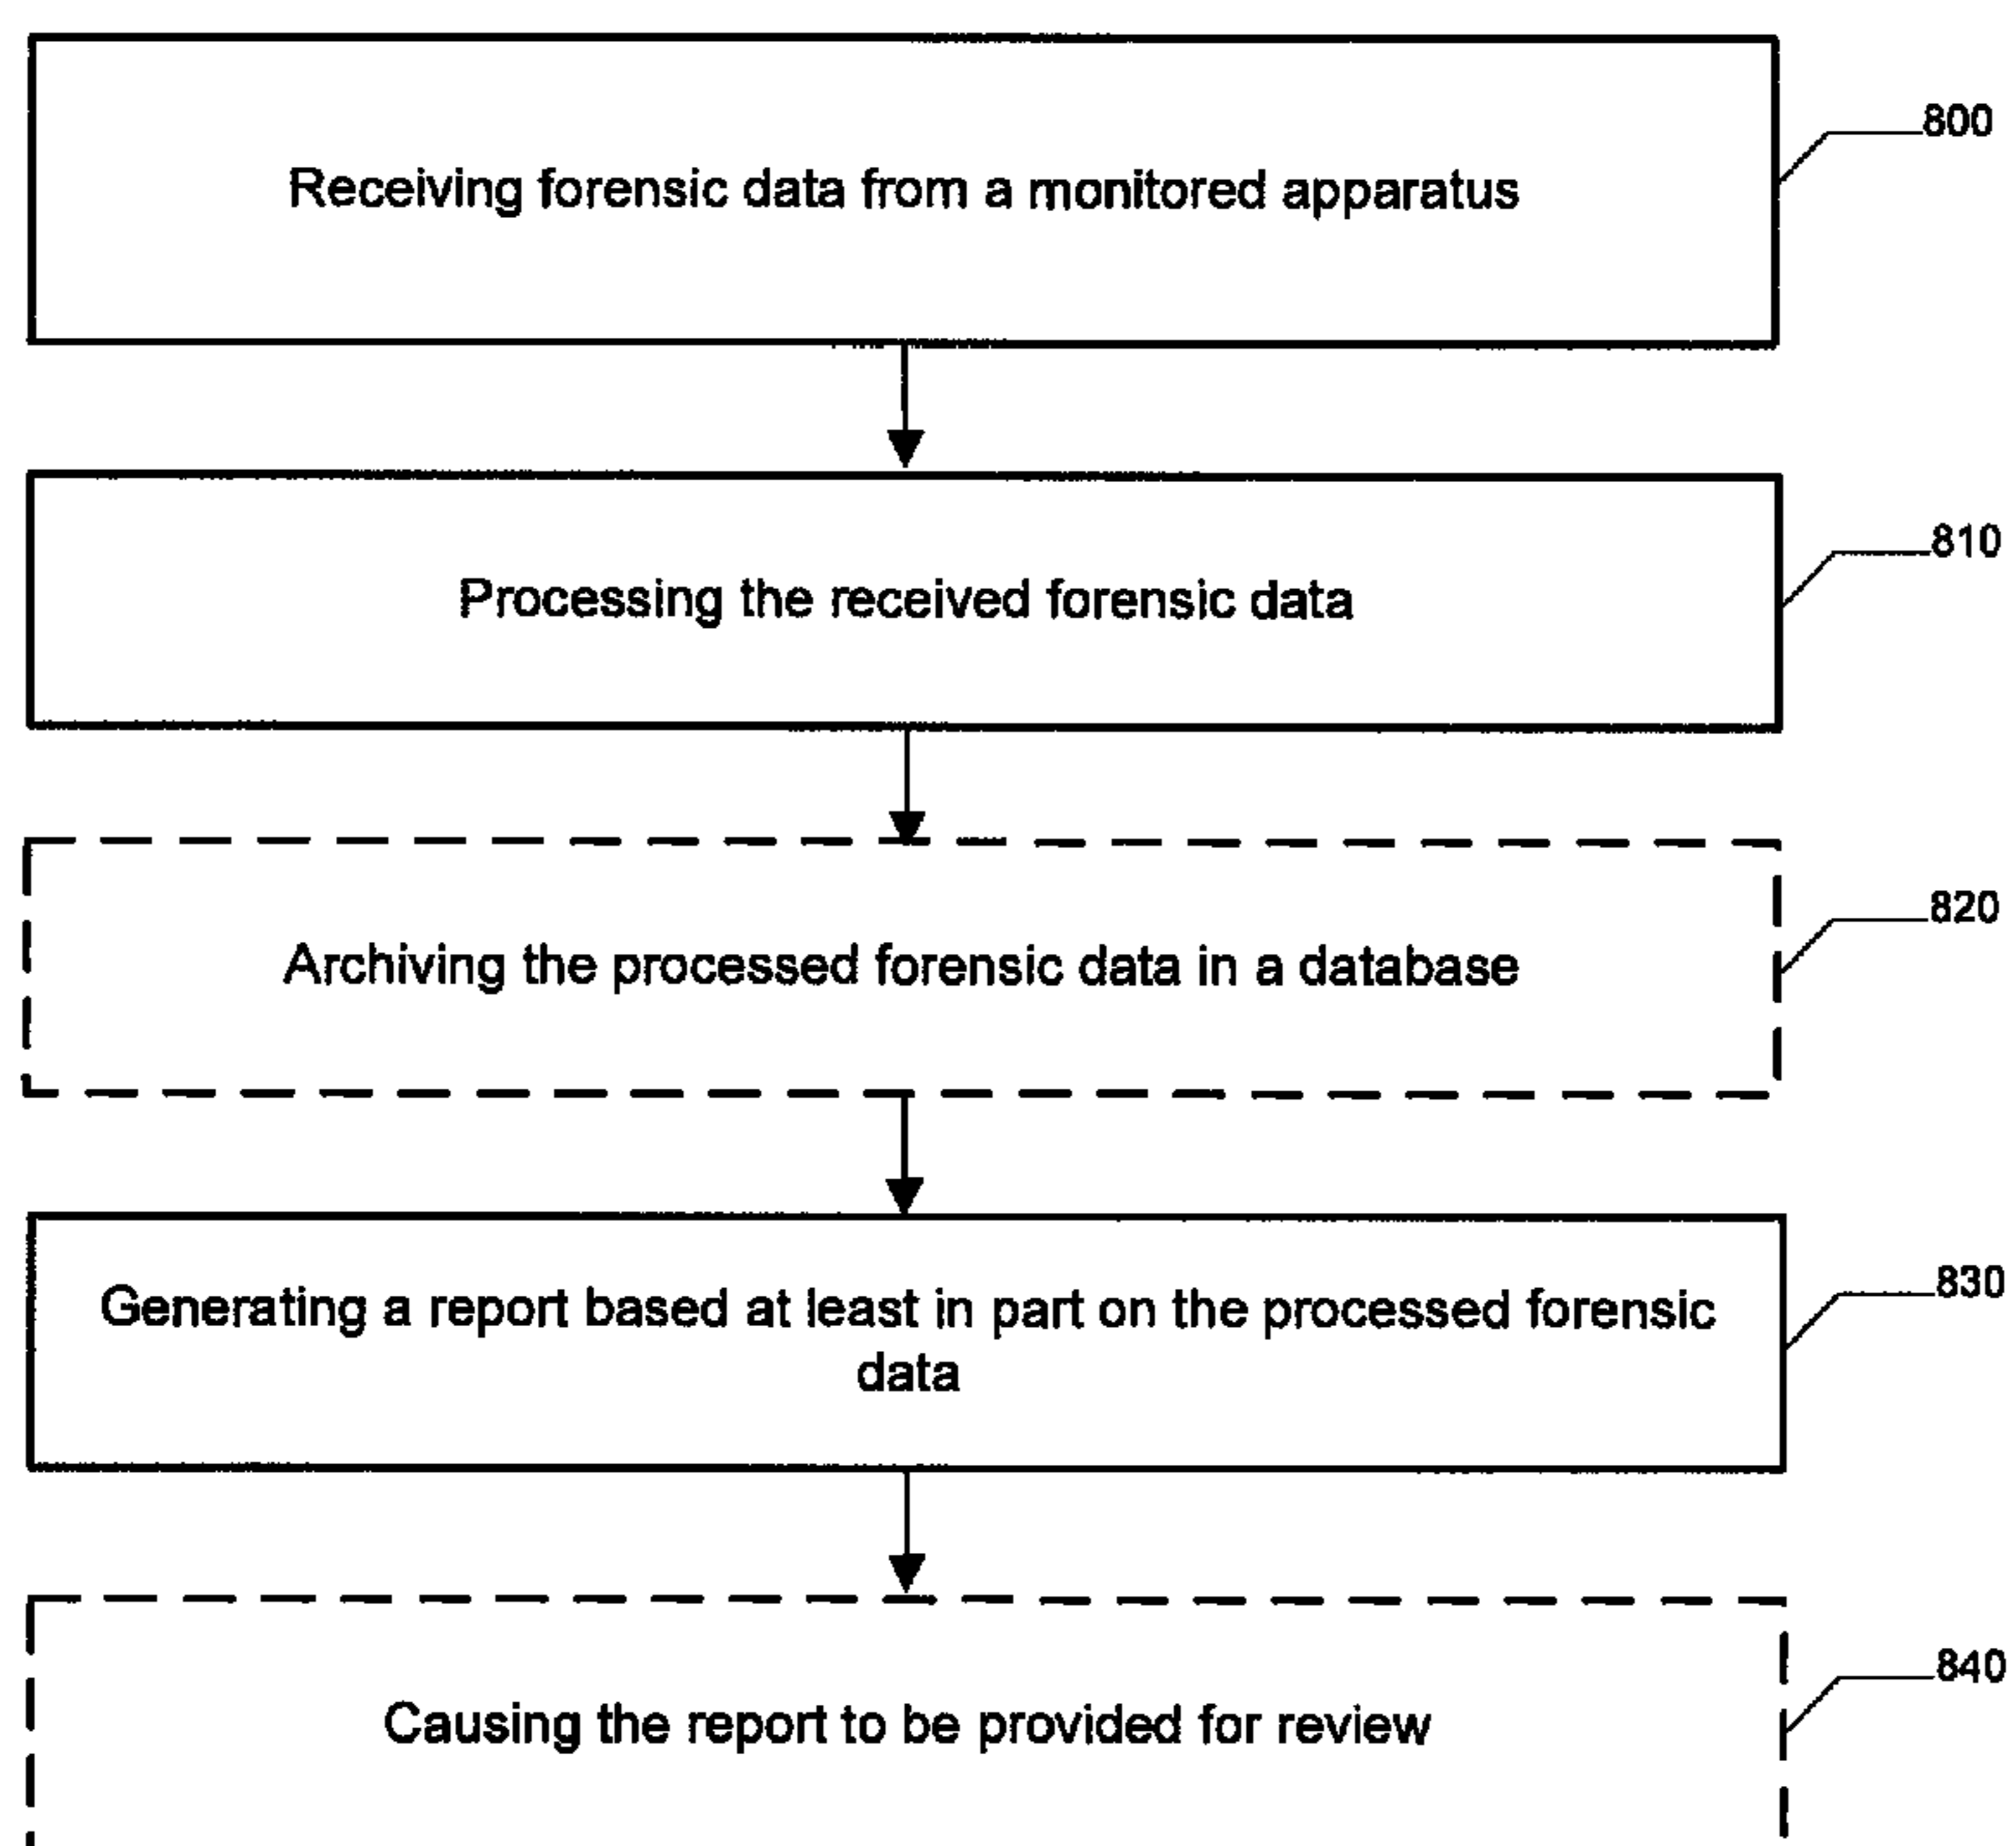 Receiving forensic data from a monitored apparatus
800
Processing the received forensic data
810
Archiving the processed forensic data in a database
820
Generating a report based at least in part on the processed forensic
data
830
Causing the report to be provided for review
840